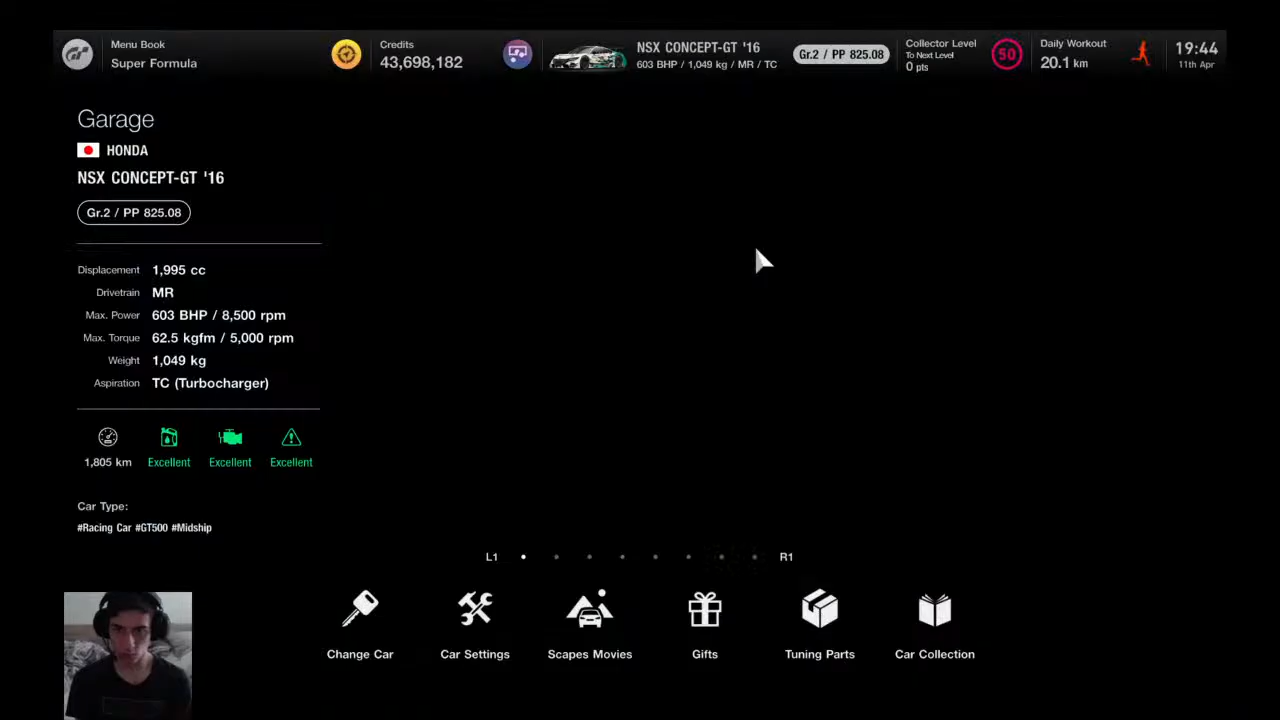 Menu Book
Super Formula
Credits
43,698,182
NSX CONCEPT-GT '16
603 BHP / 1,049 kg / MR / TC
Gr.2 / PP 825.08
Collector Level
To Next Level
0 pts
50
Daily Workout
20.1 km
19:44
11th Apr
Garage
HONDA
NSX CONCEPT-GT '16
Gr.2 / PP 825.08
Displacement 1,995 cc
Drivetrain MR
Max. Power 603 BHP / 8,500 rpm
Max. Torque 62.5 kgfm / 5,000 rpm
Weight 1,049 kg
Aspiration TC (Turbocharger)
1,805 km Excellent Excellent Excellent
Car Type:
#Racing Car #GT500 #Midship
L1 R1
Change Car Car Settings Scapes Movies Gifts Tuning Parts Car Collection